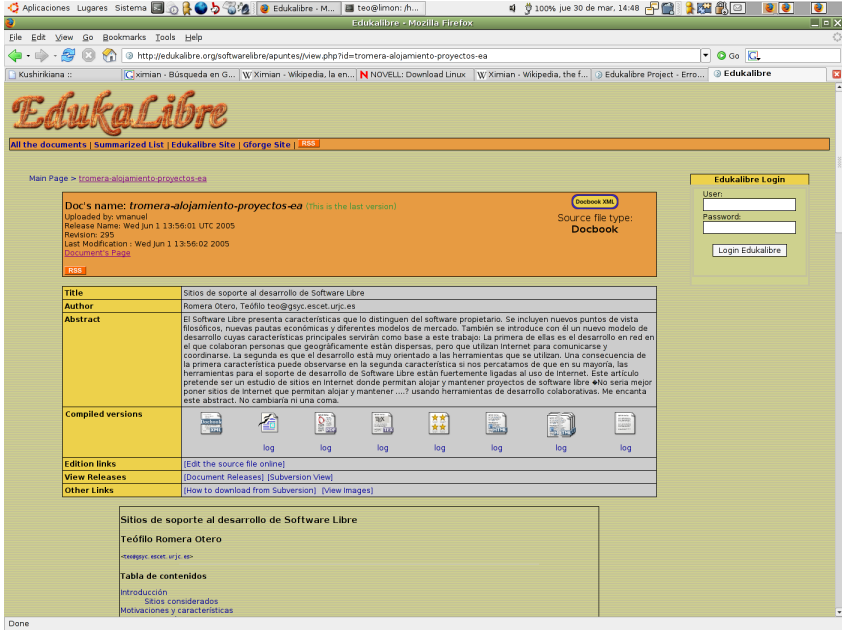 Aplicaciones Lugares Sistema Edukalibre - M... teo@limon: /h... 100% jue 30 de mar, 14:48
Edukalibre - Mozilla Firefox
File Edit View Go Bookmarks Tools Help
http://edukalibre.org/softwarelibre/apuntes//view.php?id=tromera-alojamiento-proyectos-ea Go
Kushirikiana :: ximian - Búsqueda en G... Ximian - Wikipedia, la en... NOVELL: Download Linux Ximian - Wikipedia, the f... Edukalibre Project - Erro... Edukalibre
EdukaLibre
All the documents | Summarized List | Edukalibre Site | Gforge Site | RSS
Main Page > tromera-alojamiento-proyectos-ea
Doc's name: tromera-alojamiento-proyectos-ea (This is the last version)
Uploaded by: vmanuel
Release Name: Wed Jun 1 13:56:01 UTC 2005
Revision: 295
Last Modification : Wed Jun 1 13:56:02 2005
Document's Page
RSS
Docbook XML
Source file type:
Docbook
Edukalibre Login
User:
Password:
Login Edukalibre
Title Sitios de soporte al desarrollo de Software Libre
Author Romera Otero, Teófilo teo@gsyc.escet.urjc.es
Abstract El Software Libre presenta características que lo distinguen del software propietario. Se incluyen nuevos puntos de vista
filosóficos, nuevas pautas económicas y diferentes modelos de mercado. También se introduce con él un nuevo modelo de
desarrollo cuyas características principales servirán como base a este trabajo: La primera de ellas es el desarrollo en red en
el que colaboran personas que geográficamente están dispersas, pero que utilizan Internet para comunicarse y
coordinarse. La segunda es que el desarrollo está muy orientado a las herramientas que se utilizan. Una consecuencia de
la primera característica puede observarse en la segunda característica si nos percatamos de que en su mayoría, las
herramientas para el soporte de desarrollo de Software Libre están fuertemente ligadas al uso de Internet. Este artículo
pretende ser un estudio de sitios en Internet donde permitan alojar y mantener proyectos de software libre �No seria mejor
poner sitios de Internet que permitan alojar y mantener ....? usando herramientas de desarrollo colaborativas. Me encanta
este abstract. No cambiaría ni una coma.
Compiled versions
log log log log log log log
Edition links [Edit the source file online]
View Releases [Document Releases] [Subversion View]
Other Links [How to download from Subversion] [View Images]
Sitios de soporte al desarrollo de Software Libre
Teófilo Romera Otero
<teo@gsyc.escet.urjc.es>
Tabla de contenidos
Introducción
Sitios considerados
Motivaciones y características
Done